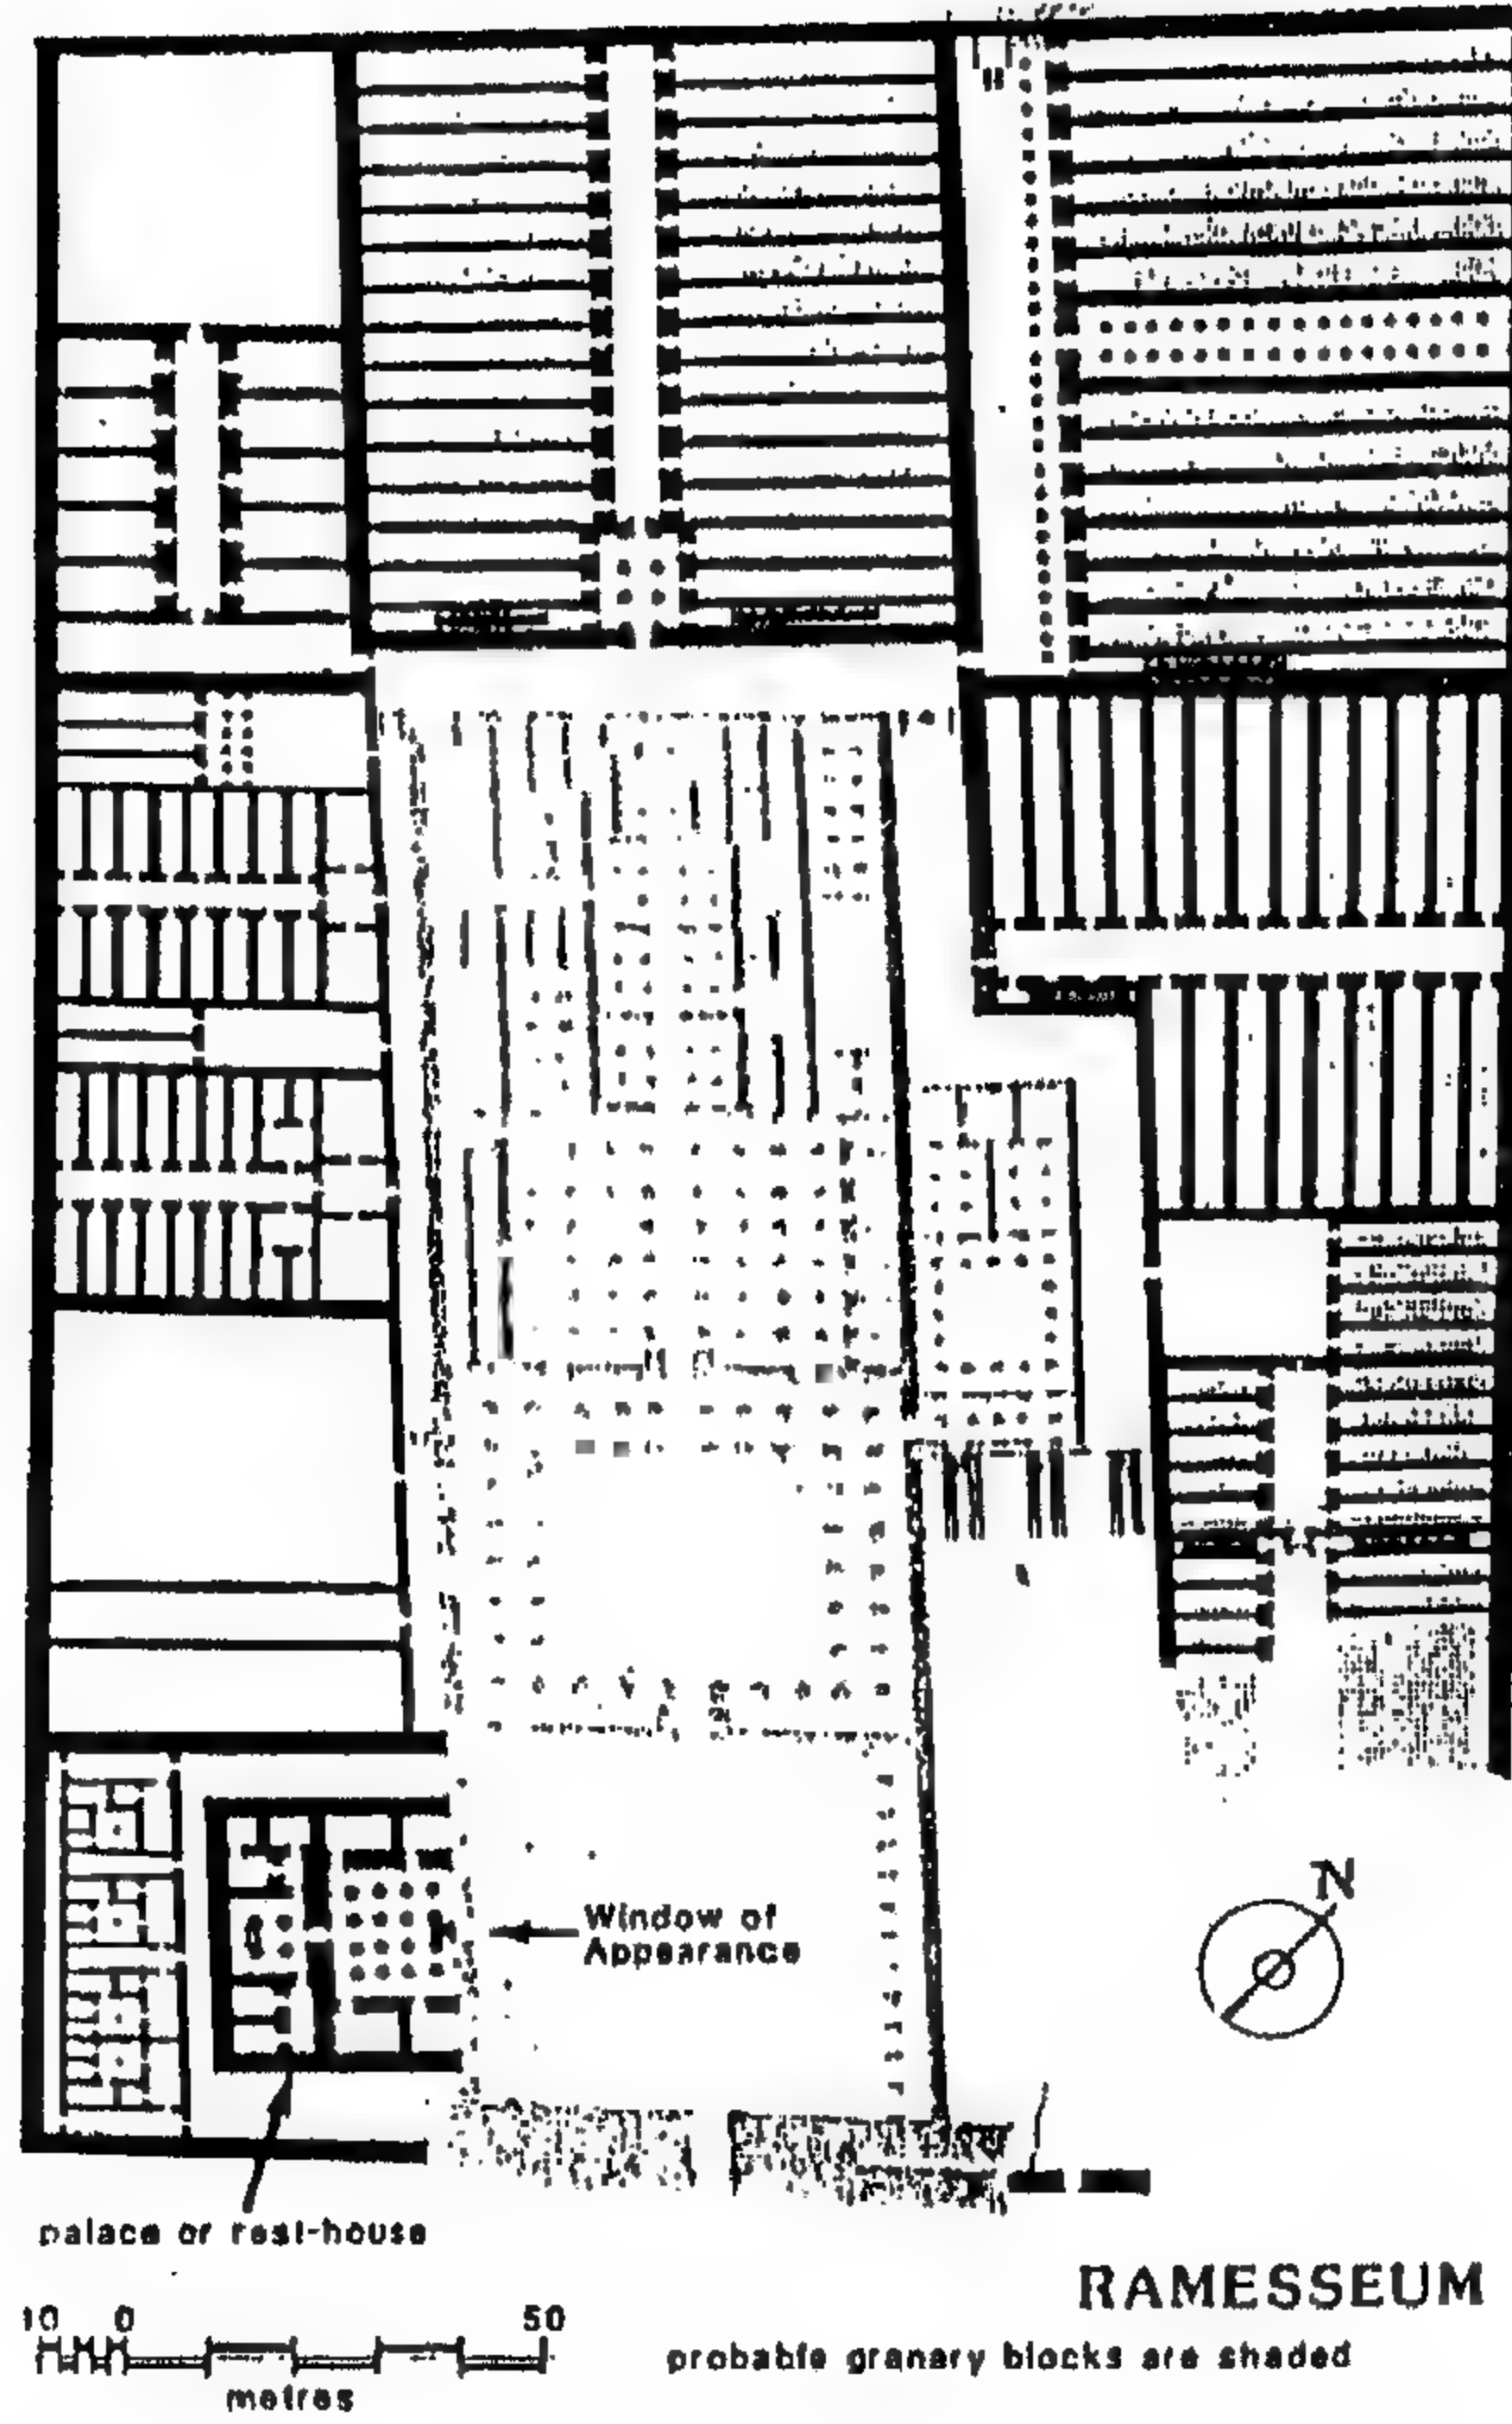 Window of
Appearance
N
palace or rest-house
RAMESSEUM
10 0 50
metres
probable granary blocks are shaded